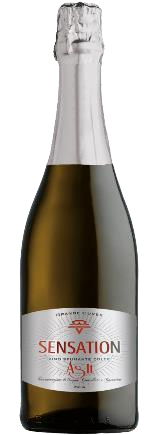 GRANDE CUVÉE
SENSATION
VINO SPUMANTE DOLCE
Asti